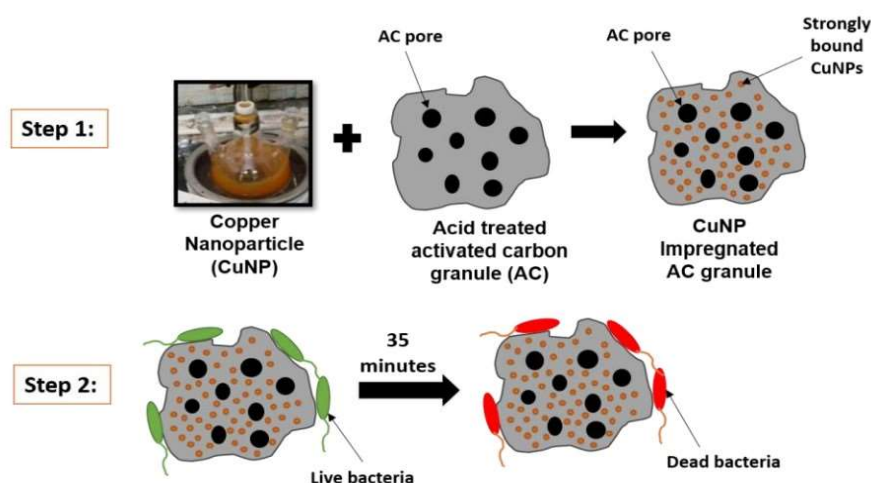 AC pore
AC pore
Strongly
bound
CuNPs
Step 1:
Copper
Nanoparticle
(CuNP)
Acid treated
activated carbon
granule (AC)
CuNP
Impregnated
AC granule
35
minutes
Step 2:
Live bacteria
Dead bacteria